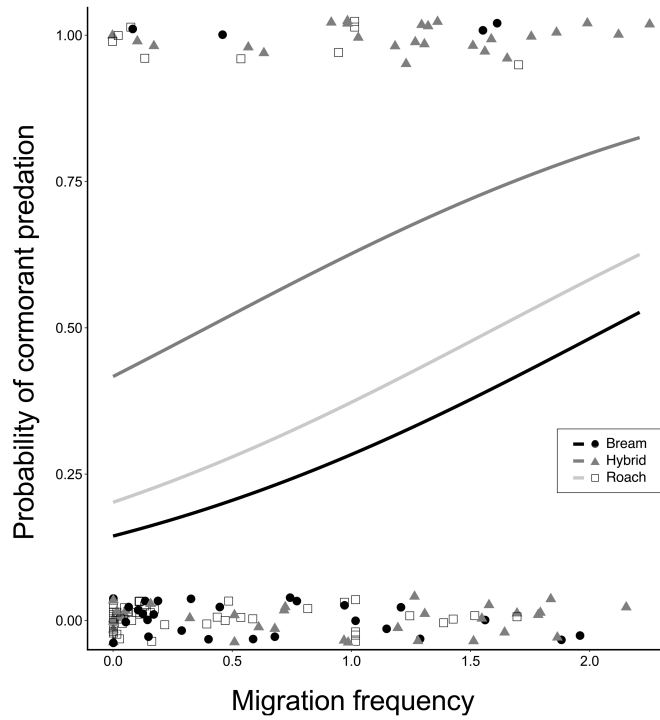 Probability of cormorant predation
1.00
0.75
0.50
0.25
0.00
Bream
Hybrid
Roach
0.0 0.5 1.0 1.5 2.0
Migration frequency